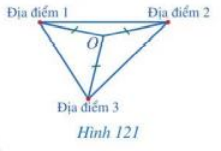 Địa điểm 1 Địa điểm 2
O
Địa điểm 3
Hình 121